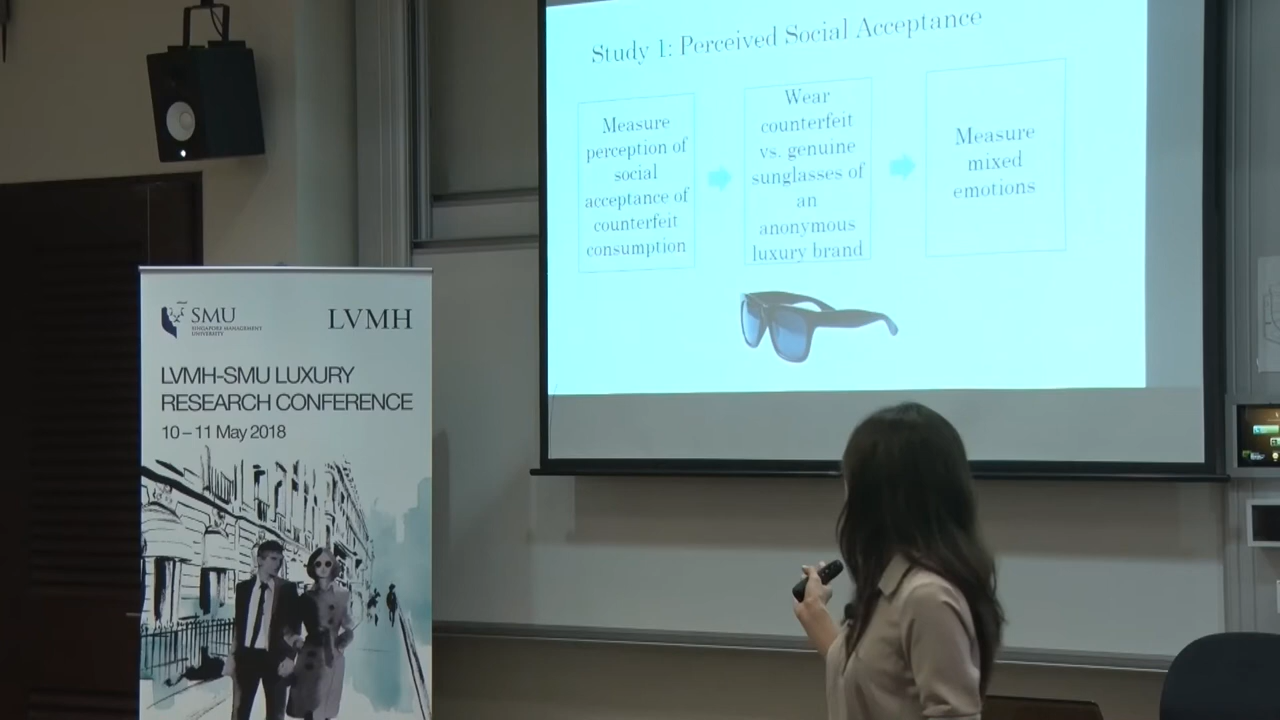 Study 1: Perceived Social Acceptance
Measure
perception of
social
acceptance of
counterfeit
consumption
Wear
counterfeit
vs. genuine
sunglasses of
an
anonymous
luxury brand
Measure
mixed
emotions
SMU
SINGAPORE MANAGEMENT
UNIVERSITY
LVMH
LVMH-SMU LUXURY
RESEARCH CONFERENCE
10 – 11 May 2018